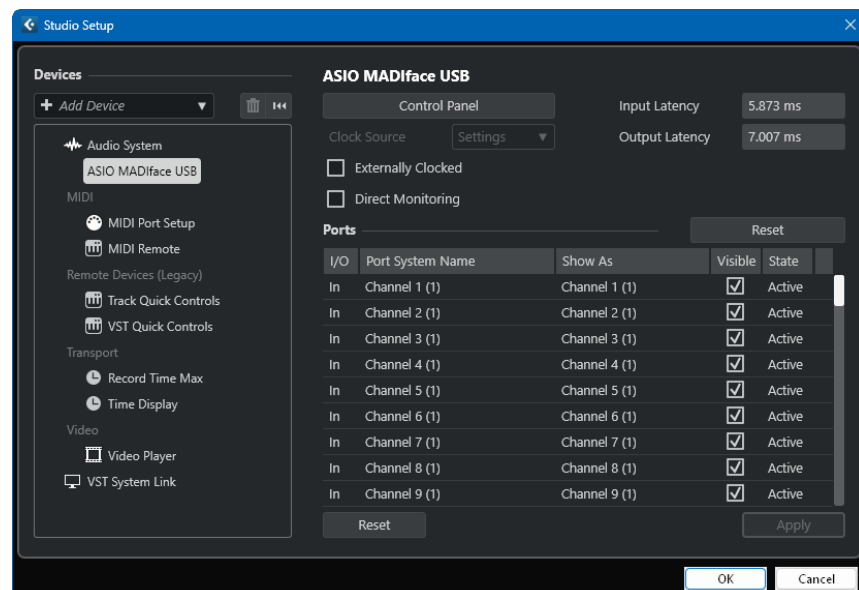 Studio Setup
Devices
Add Device
Audio System
ASIO MADIface USB
MIDI
MIDI Port Setup
MIDI Remote
Remote Devices (Legacy)
Track Quick Controls
VST Quick Controls
Transport
Record Time Max
Time Display
Video
Video Player
VST System Link
ASIO MADIface USB
Control Panel
Input Latency 5.873 ms
Clock Source Settings
Output Latency 7.007 ms
Externally Clocked
Direct Monitoring
Ports
Reset
I/O Port System Name Show As Visible State
In Channel 1 (1) Channel 1 (1) Active
In Channel 2 (1) Channel 2 (1) Active
In Channel 3 (1) Channel 3 (1) Active
In Channel 4 (1) Channel 4 (1) Active
In Channel 5 (1) Channel 5 (1) Active
In Channel 6 (1) Channel 6 (1) Active
In Channel 7 (1) Channel 7 (1) Active
In Channel 8 (1) Channel 8 (1) Active
In Channel 9 (1) Channel 9 (1) Active
Reset
Apply
OK
Cancel